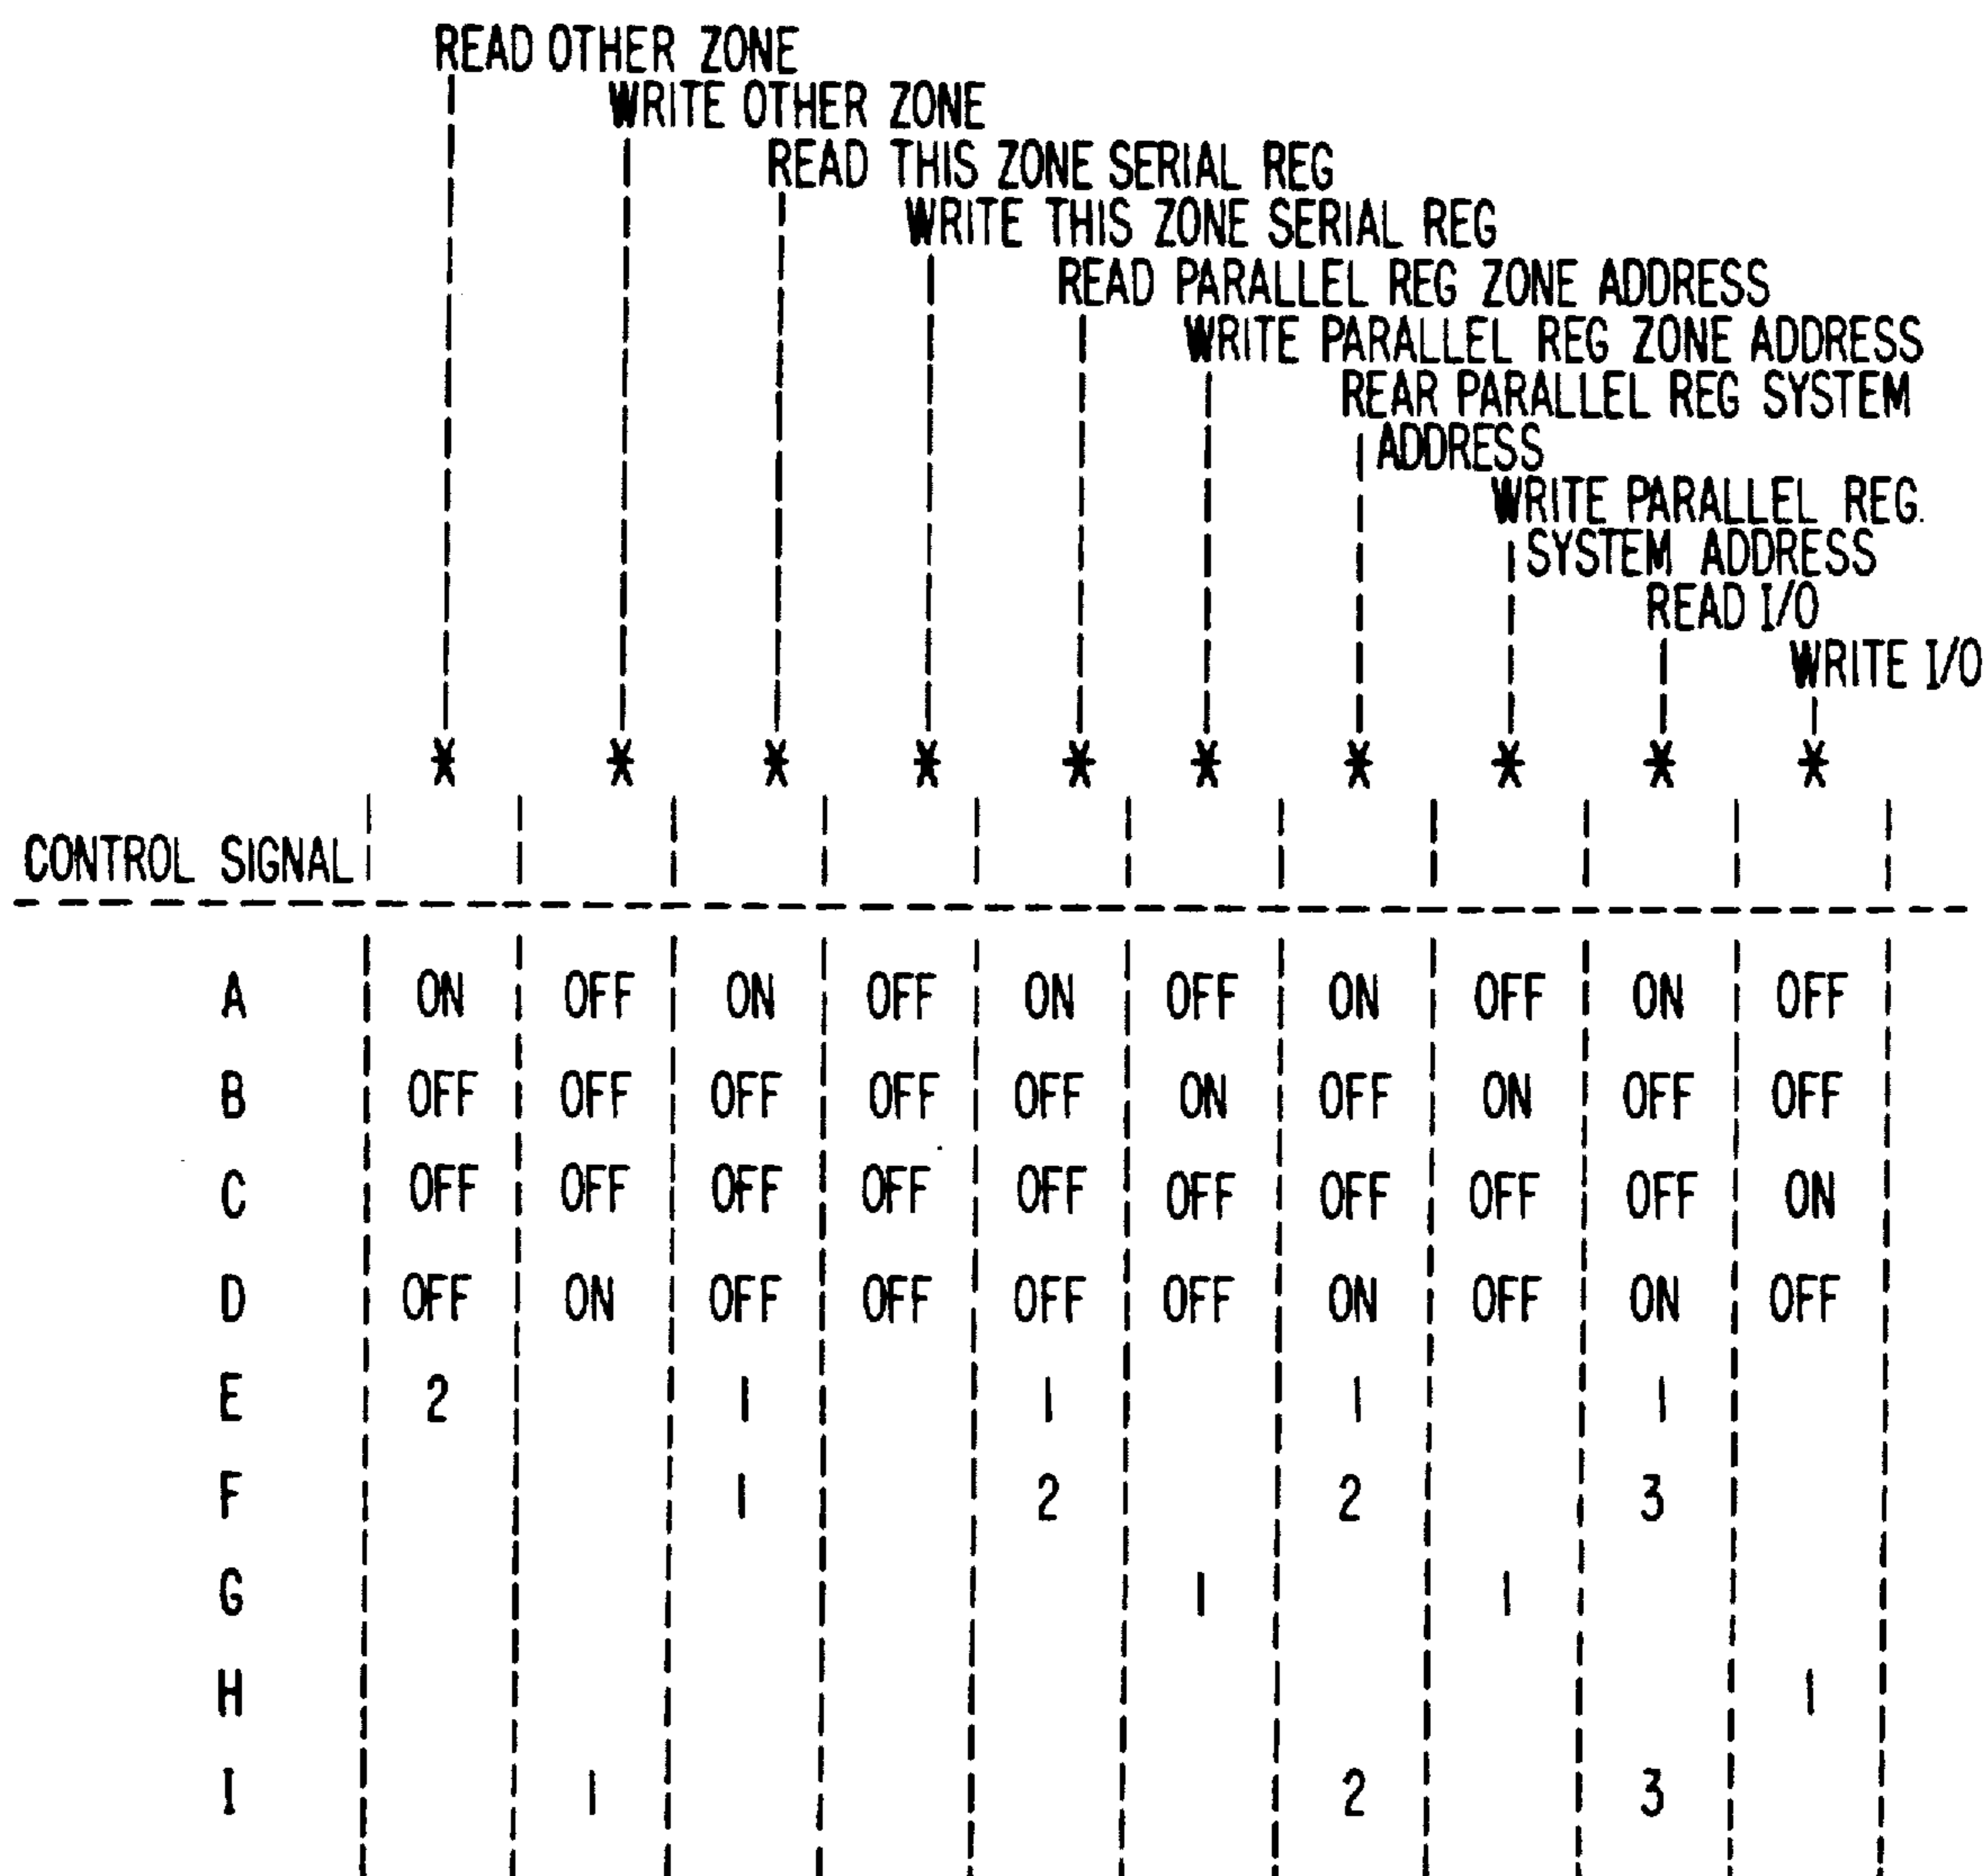 READ OTHER ZONE
WRITE OTHER ZONE
READ THIS ZONE SERIAL REG
WRITE THIS ZONE SERIAL REG
READ PARALLEL REG ZONE ADDRESS
WRITE PARALLEL REG ZONE ADDRESS
REAR PARALLEL REG SYSTEM
ADDRESS
WRITE PARALLEL REG.
SYSTEM ADDRESS
READ I/O
WRITE I/O
* * * * * * * * * *
CONTROL SIGNAL
A ON OFF ON OFF ON OFF ON OFF ON OFF
B OFF OFF OFF OFF OFF ON OFF ON OFF OFF
C OFF OFF OFF OFF OFF OFF OFF OFF OFF ON
D OFF ON OFF OFF OFF OFF ON OFF ON OFF
E 2 1 1 1 1
F 1 2 2 3
G 1 1
H 1
I 1 2 3